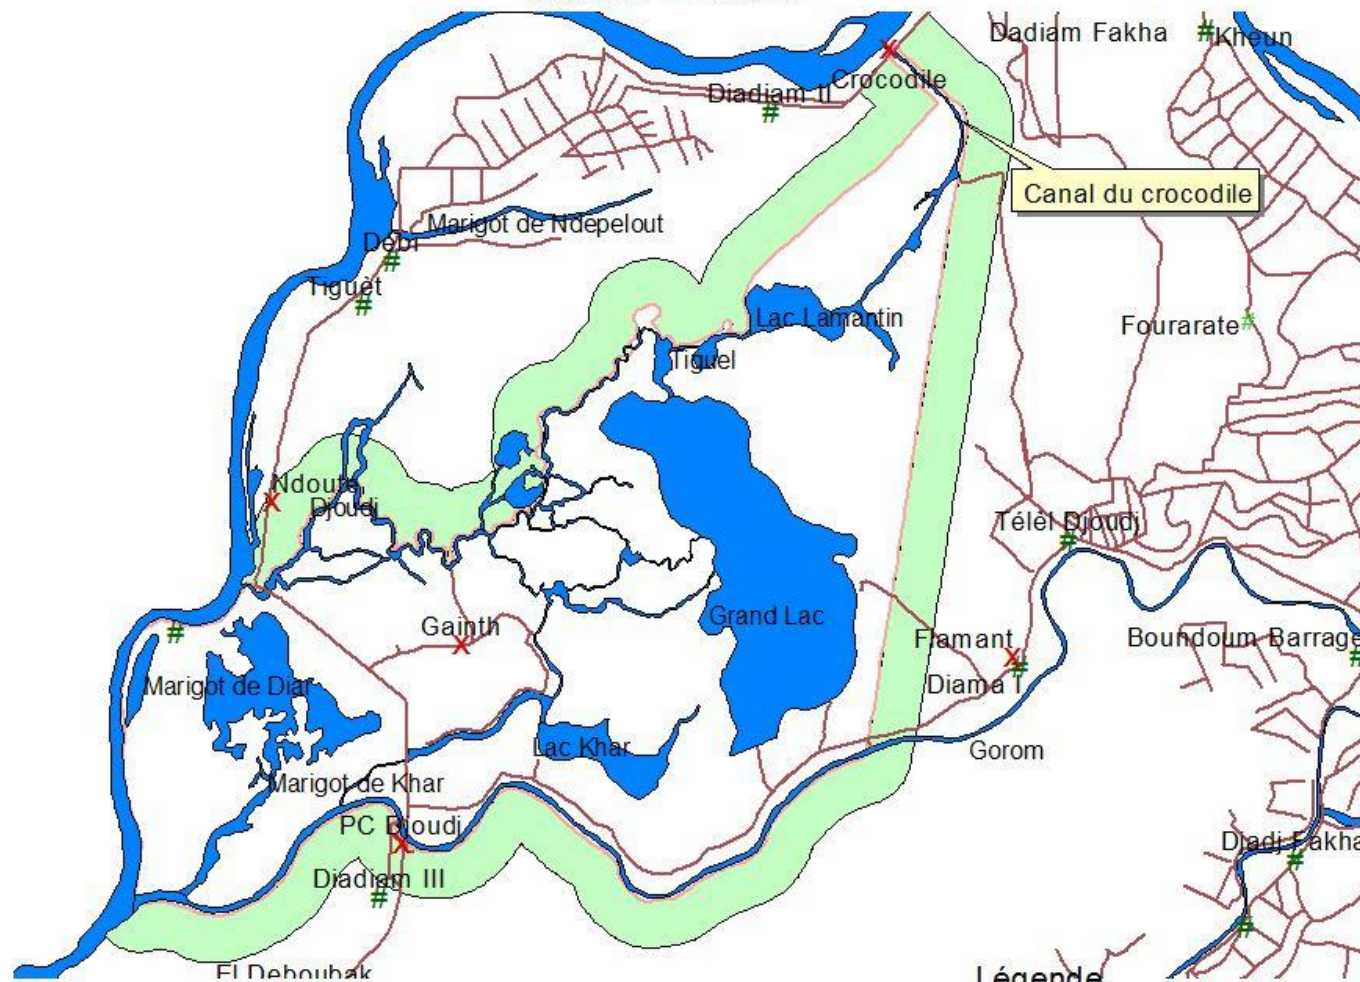 Dadiam Fakha
Kheun
Crocodile
Diadiam II
Canal du crocodile
Marigot de Ndepelout
Débi
Tiguèt
Lac Lamantin
Fourarate
Tiguel
Ndoute
Djoudj
Télèl Djoudj
Grand Lac
Gainth
Flamant
Boundoum Barrage
Diama I
Marigot de Diar
Lac Khar
Gorom
Marigot de Khar
PC Djoudj
Djadj Fakha
Diadiam III
El Deboubak
Légende